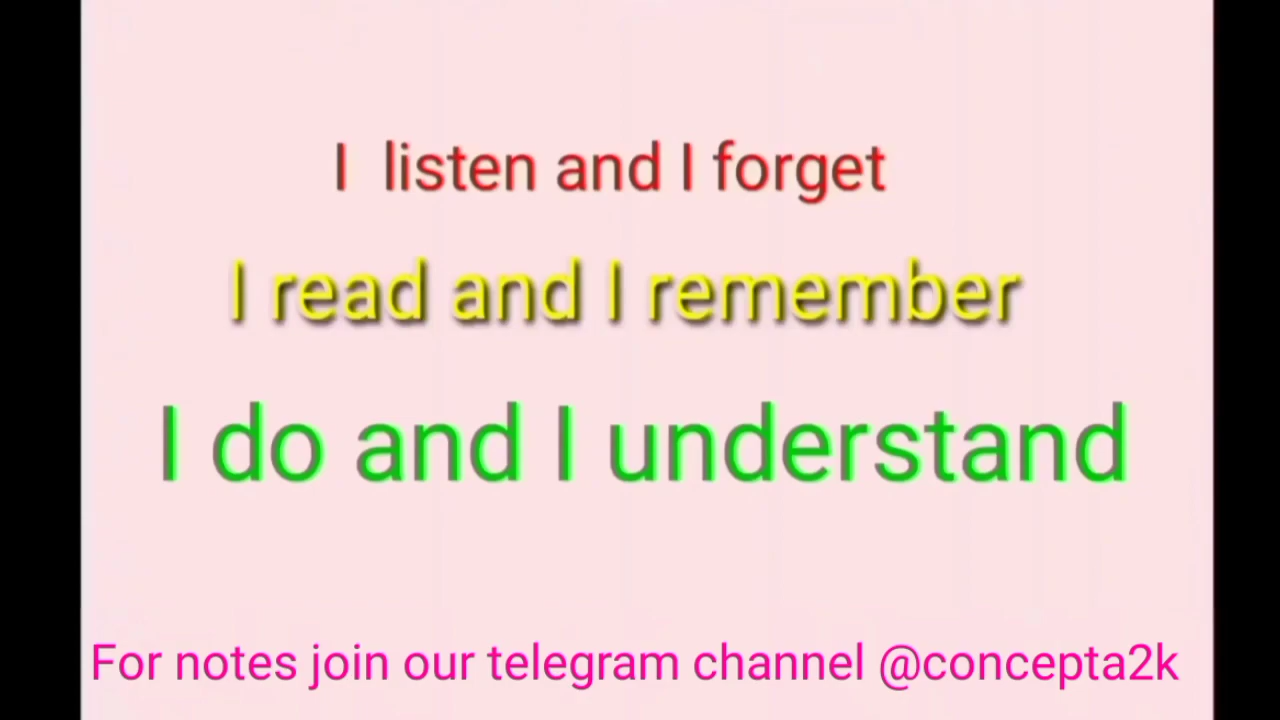 I listen and I forget
I read and I remember
I do and I understand
For notes join our telegram channel @concepta2k